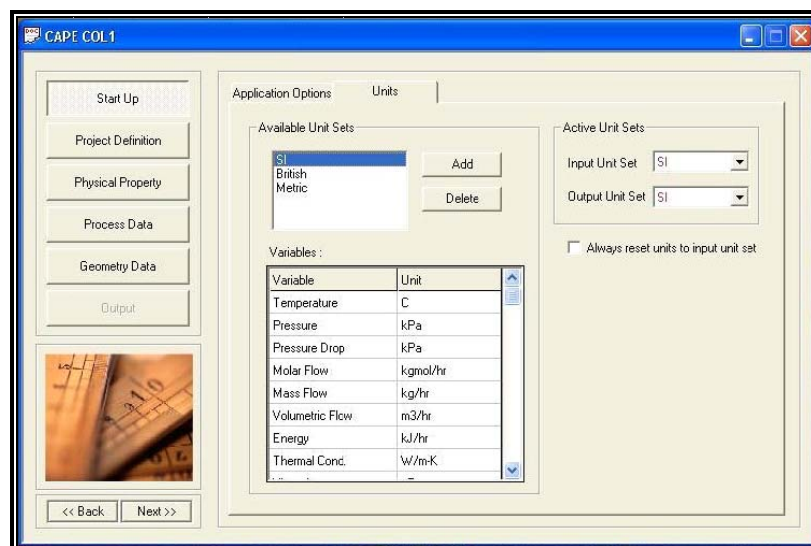 CAPE COL1
Start Up
Project Definition
Physical Property
Process Data
Geometry Data
Output
<< Back
Next >>
Application Options
Units
Available Unit Sets
SI
British
Metric
Add
Delete
Variables :
Variable Unit
Temperature C
Pressure kPa
Pressure Drop kPa
Molar Flow kgmol/hr
Mass Flow kg/hr
Volumetric Flow m3/hr
Energy kJ/hr
Thermal Cond. W/m-K
Active Unit Sets
Input Unit Set SI
Output Unit Set SI
Always reset units to input unit set